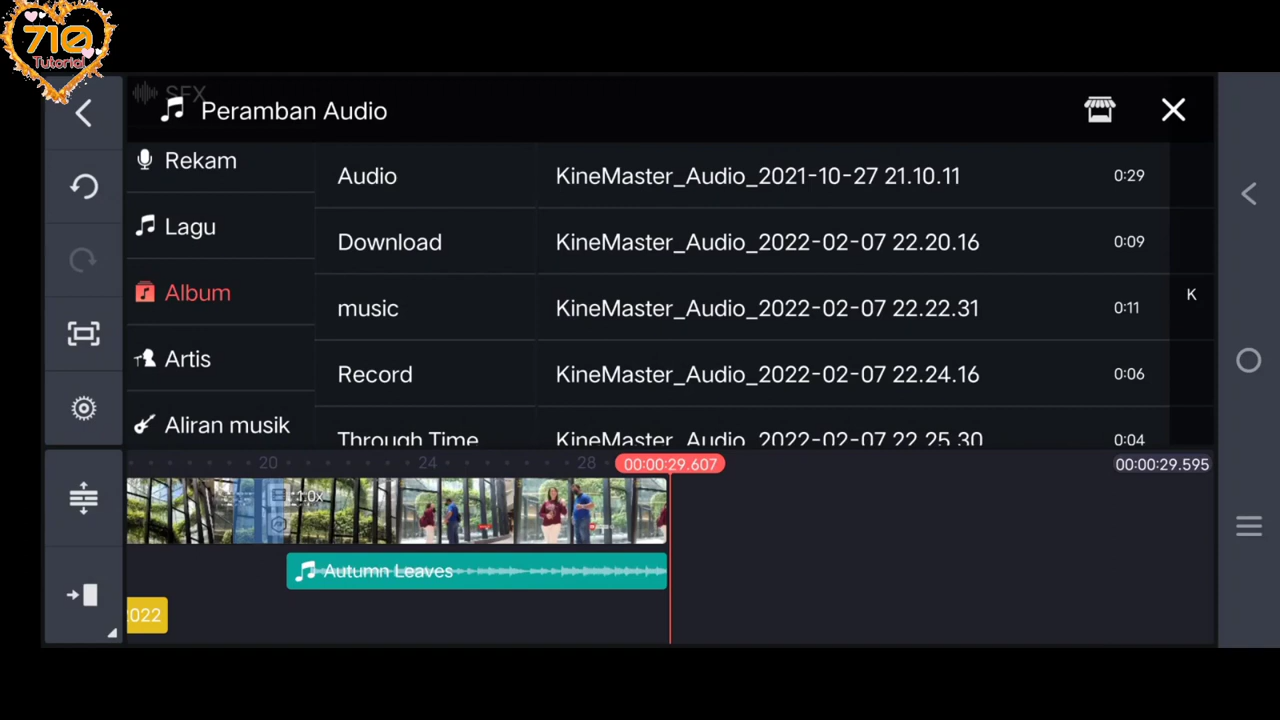 710
Tutorial
SFX
Peramban Audio
Rekam
Lagu
Album
Artis
Aliran musik
Audio
Download
music
Record
Through Time
KineMaster_Audio_2021-10-27 21.10.11 0:29
KineMaster_Audio_2022-02-07 22.20.16 0:09
KineMaster_Audio_2022-02-07 22.22.31 0:11
KineMaster_Audio_2022-02-07 22.24.16 0:06
KineMaster_Audio_2022-02-07 22.25.30 0:04
K
20 24 28 00:00:29.607 00:00:29.595
1.0x
Autumn Leaves
2022